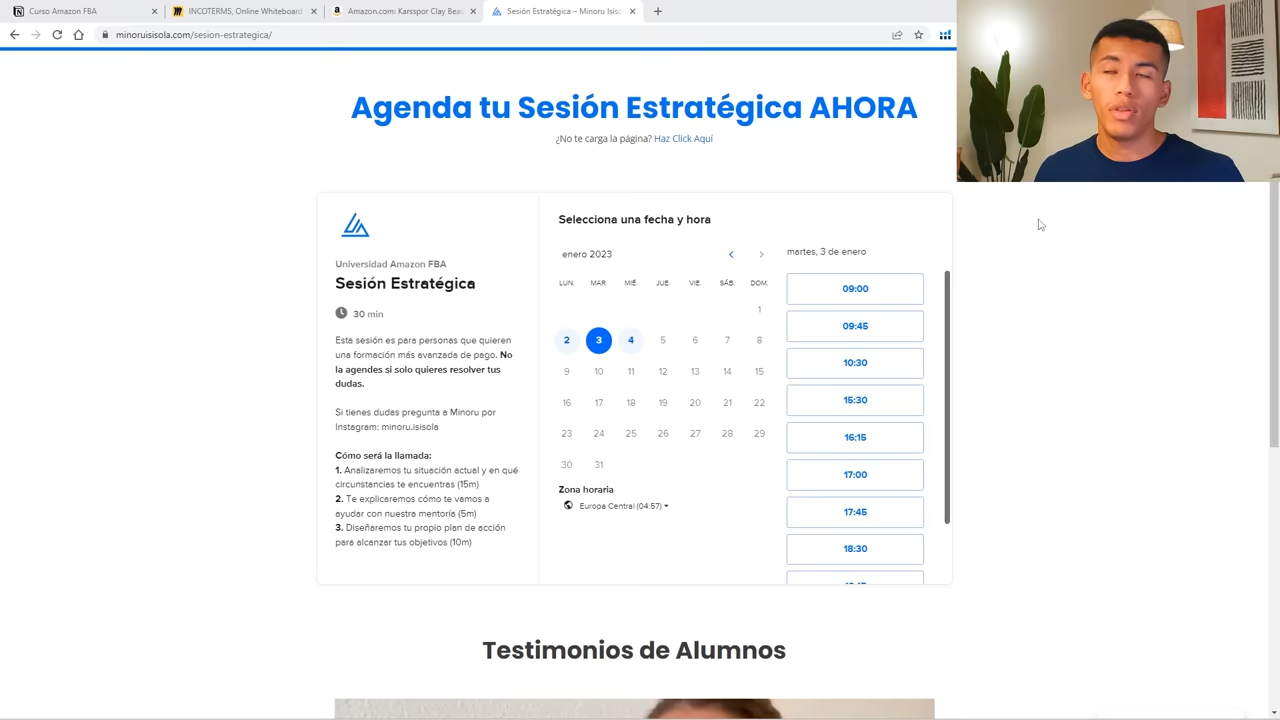 Curso Amazon FBA
INCOTERMS, Online Whiteboard
Amazon.com: Karsspor Clay Bea
Sesión Estratégica – Minoru Isiso
minoruisisola.com/sesion-estrategica/
Agenda tu Sesión Estratégica AHORA
¿No te carga la página? Haz Click Aquí
Universidad Amazon FBA
Sesión Estratégica
30 min
Esta sesión es para personas que quieren
una formación más avanzada de pago. No
la agendes si solo quieres resolver tus
dudas.
Si tienes dudas pregunta a Minoru por
Instagram: minoru.isisola
Cómo será la llamada:
1. Analizaremos tu situación actual y en qué
circunstancias te encuentras (15m)
2. Te explicaremos cómo te vamos a
ayudar con nuestra mentoría (5m)
3. Diseñaremos tu propio plan de acción
para alcanzar tus objetivos (10m)
Selecciona una fecha y hora
enero 2023
LUN. MAR. MIÉ. JUE. VIE. SÁB. DOM.
1
2 3 4 5 6 7 8
9 10 11 12 13 14 15
16 17 18 19 20 21 22
23 24 25 26 27 28 29
30 31
Zona horaria
Europa Central (04:57)
martes, 3 de enero
09:00
09:45
10:30
15:30
16:15
17:00
17:45
18:30
Testimonios de Alumnos